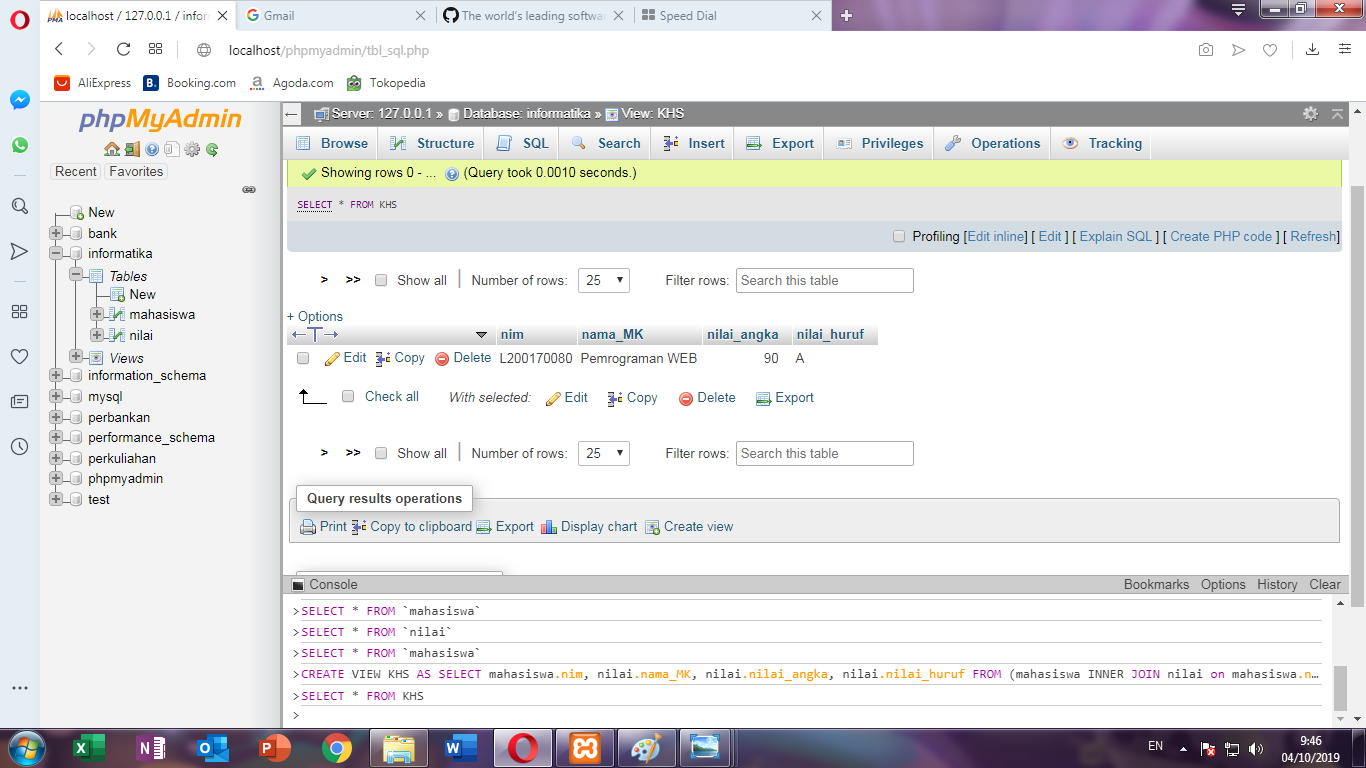 localhost / 127.0.0.1 / infor
Gmail
The world's leading softwa
Speed Dial
localhost/phpmyadmin/tbl_sql.php
AliExpress
Booking.com
Agoda.com
Tokopedia
phpMyAdmin
Recent Favorites
New
bank
informatika
Tables
New
mahasiswa
nilai
Views
information_schema
mysql
perbankan
performance_schema
perkuliahan
phpmyadmin
test
Server: 127.0.0.1 » Database: informatika » View: KHS
Browse Structure SQL Search Insert Export Privileges Operations Tracking
Showing rows 0 - ... (Query took 0.0010 seconds.)
SELECT * FROM KHS
Profiling [Edit inline] [ Edit ] [ Explain SQL ] [ Create PHP code ] [ Refresh]
> >> Show all | Number of rows: 25 Filter rows: Search this table
+ Options
←T→ nim nama_MK nilai_angka nilai_huruf
Edit Copy Delete L200170080 Pemrograman WEB 90 A
Check all With selected: Edit Copy Delete Export
> >> Show all | Number of rows: 25 Filter rows: Search this table
Query results operations
Print Copy to clipboard Export Display chart Create view
Console Bookmarks Options History Clear
>SELECT * FROM `mahasiswa`
>SELECT * FROM `nilai`
>SELECT * FROM `mahasiswa`
>CREATE VIEW KHS AS SELECT mahasiswa.nim, nilai.nama_MK, nilai.nilai_angka, nilai.nilai_huruf FROM (mahasiswa INNER JOIN nilai on mahasiswa.n…
>SELECT * FROM KHS
>
EN
9:46
04/10/2019